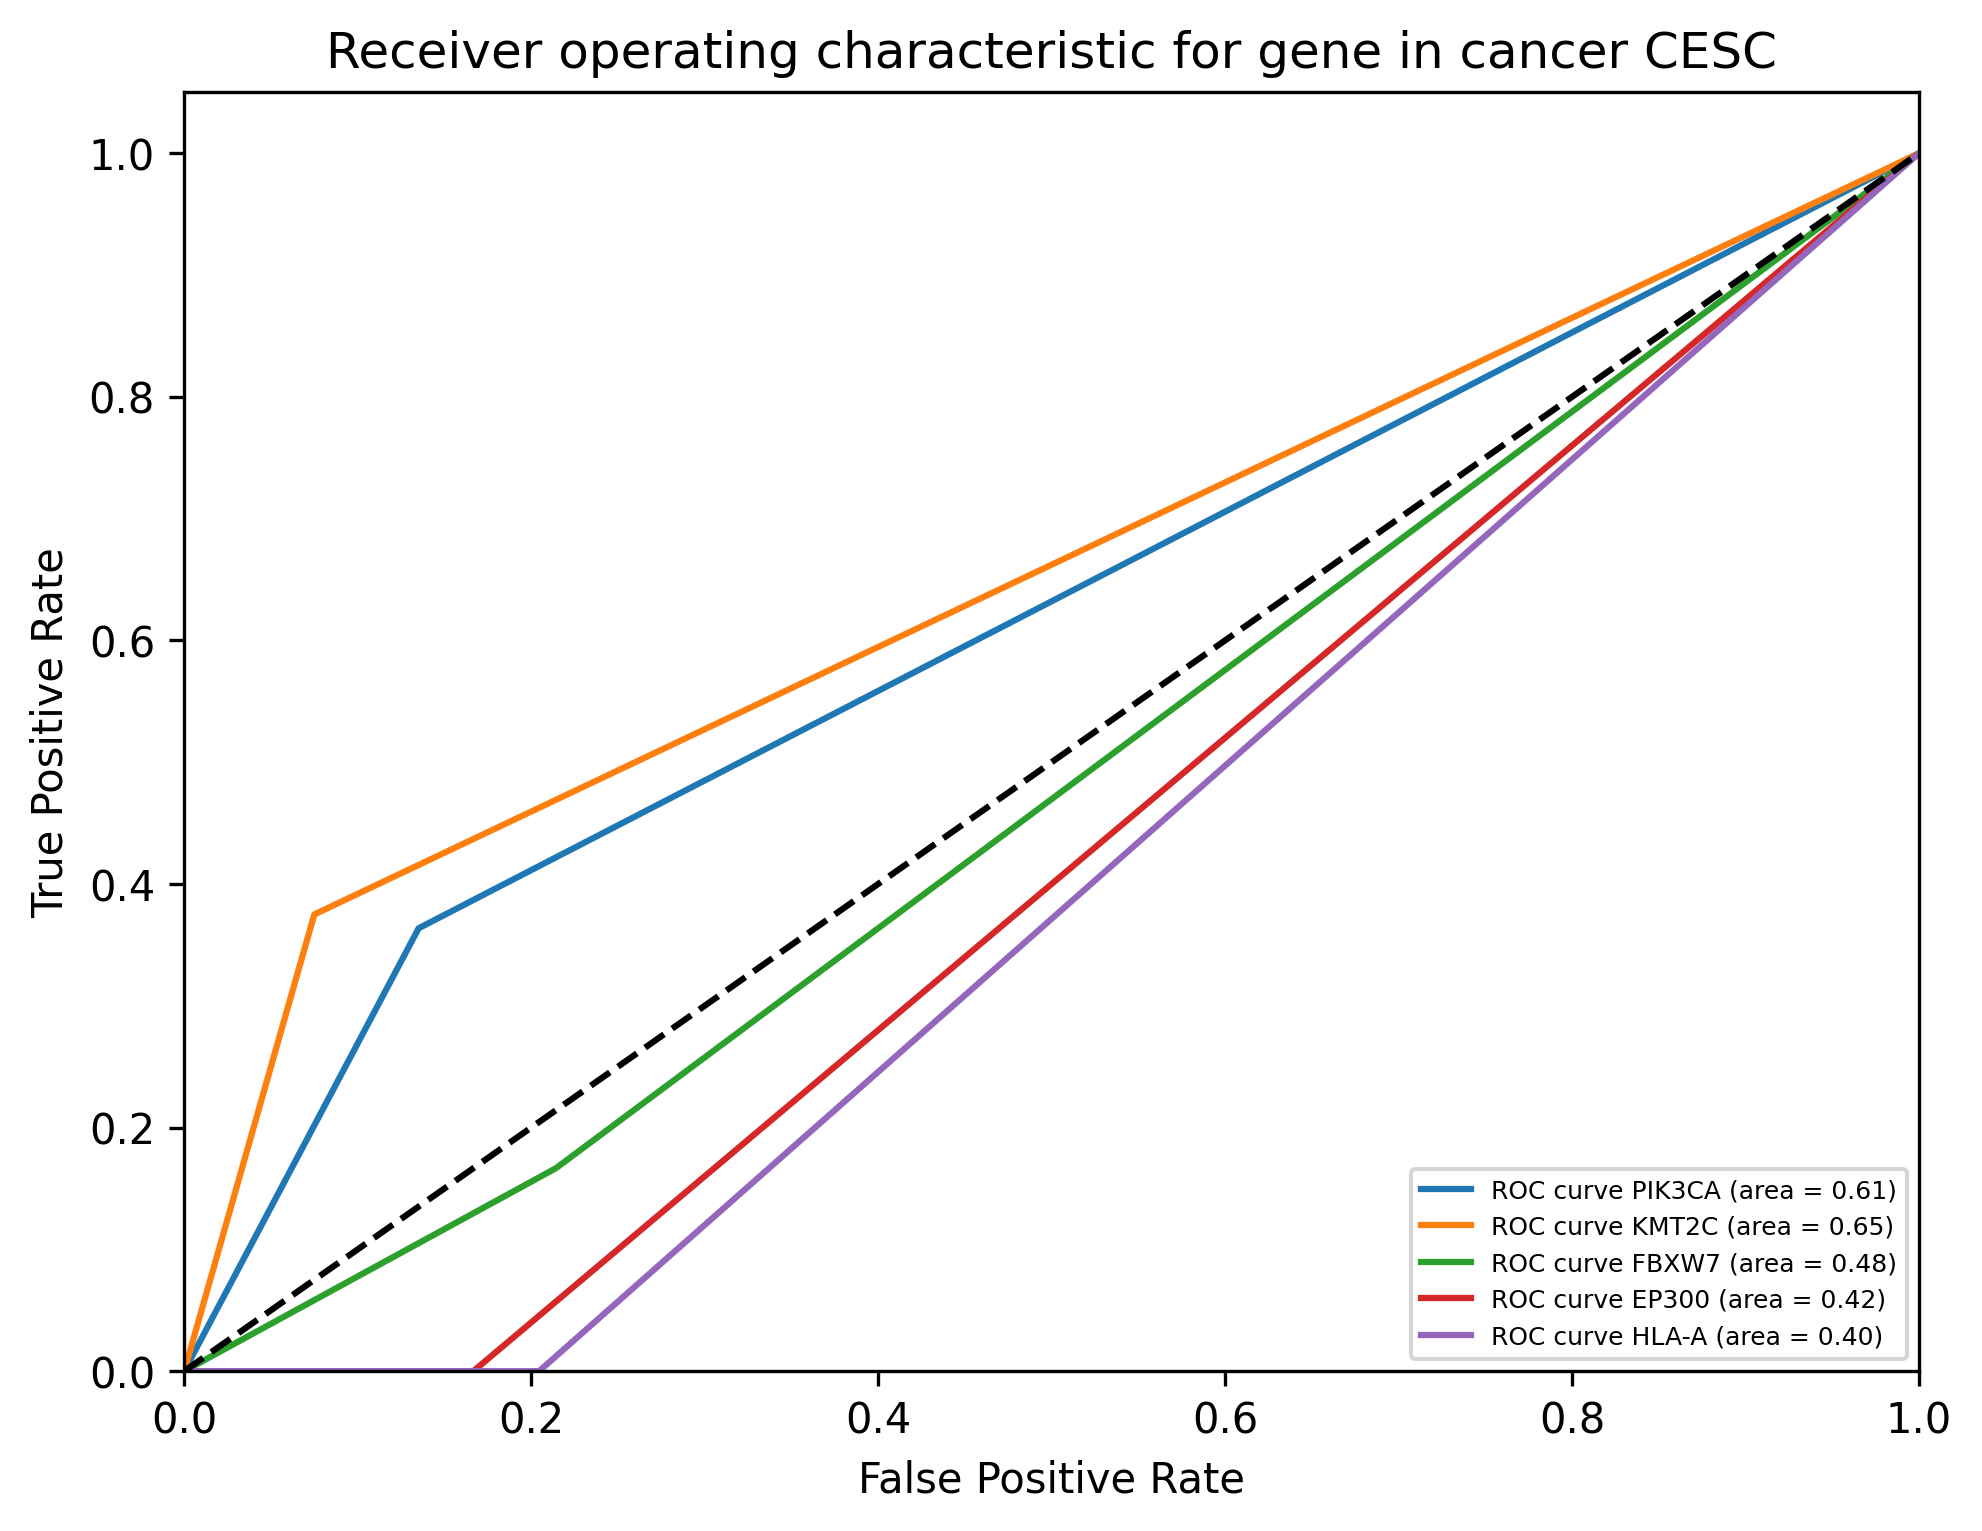 Receiver operating characteristic for gene in cancer CESC
True Positive Rate
1.0
0.8
0.6
0.4
0.2
0.0
0.0 0.2 0.4 0.6 0.8 1.0
False Positive Rate
ROC curve PIK3CA (area = 0.61)
ROC curve KMT2C (area = 0.65)
ROC curve FBXW7 (area = 0.48)
ROC curve EP300 (area = 0.42)
ROC curve HLA-A (area = 0.40)